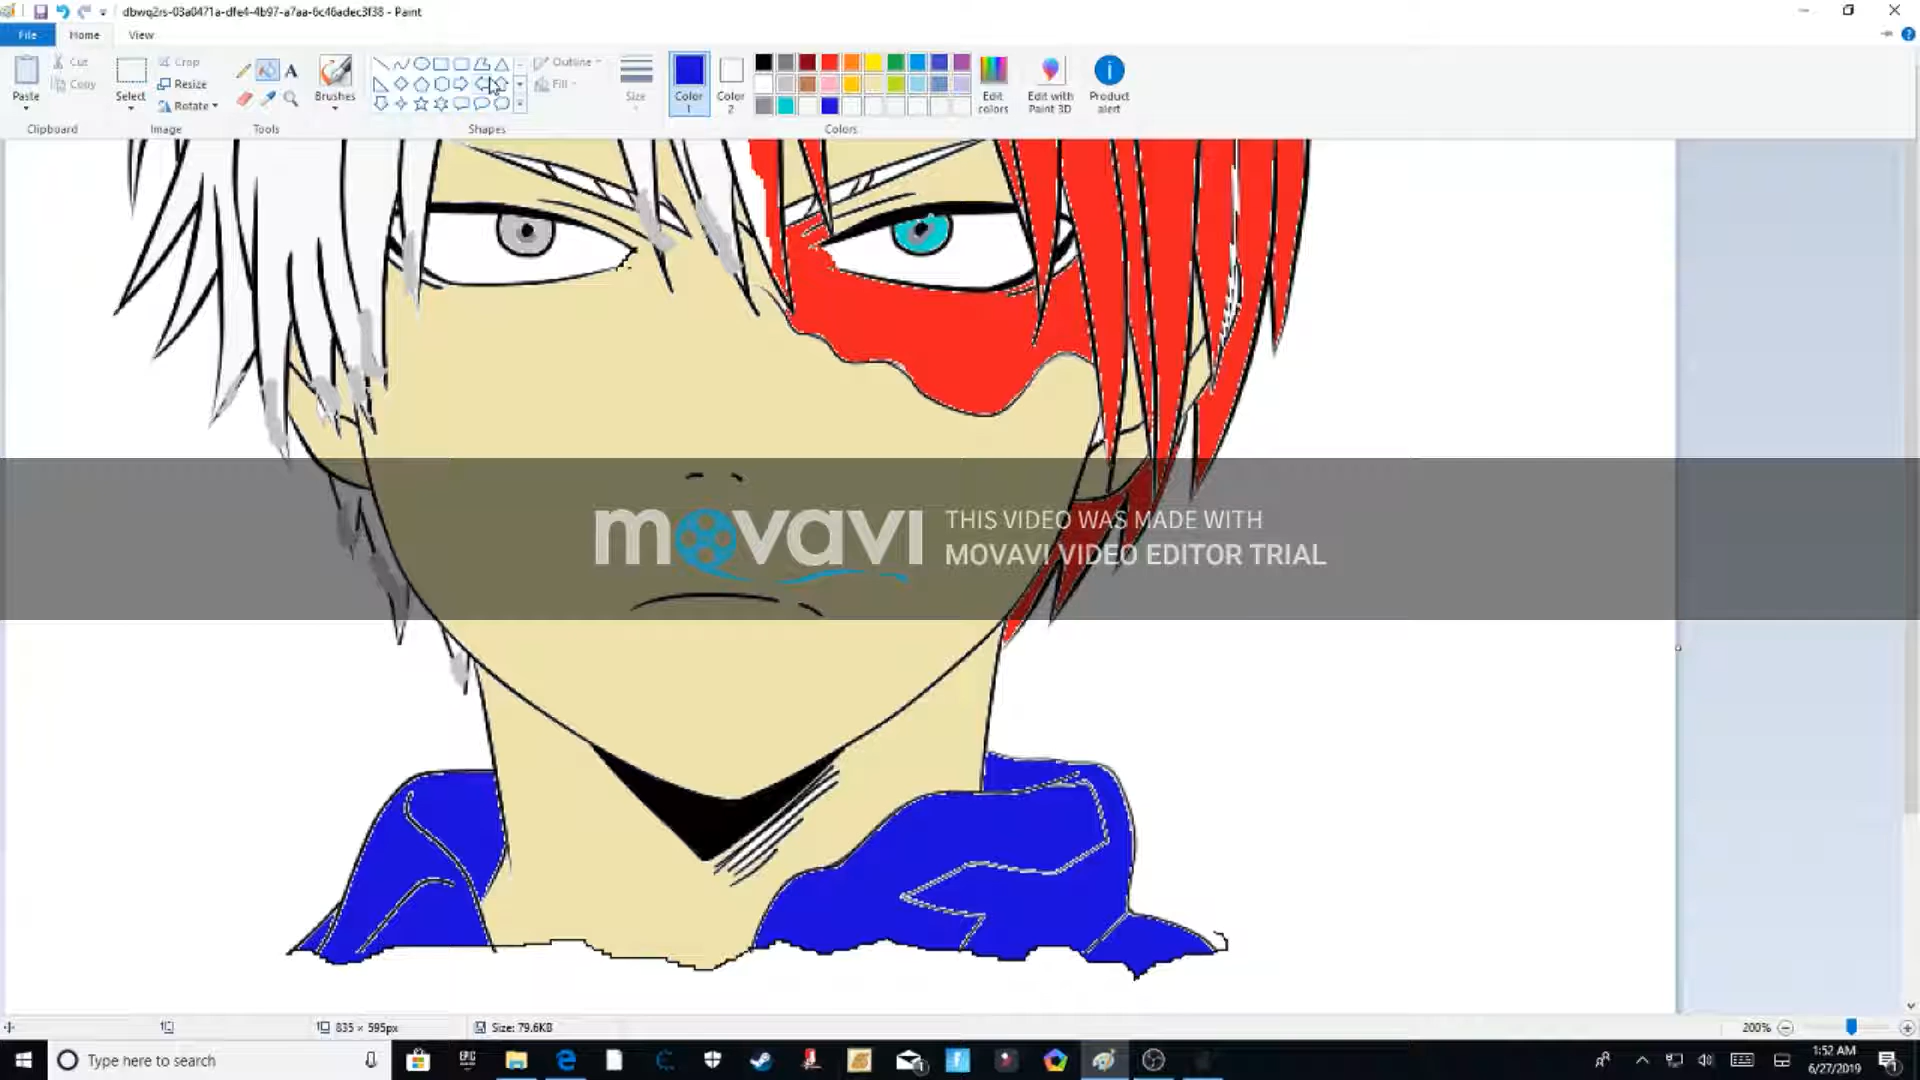 dbwq2rs-03a0471a-dfe4-4b97-a7aa-6c46adec3f38 - Paint
File Home View
Paste
Cut
Copy
Clipboard
Select
Crop
Resize
Rotate
Image
A
Tools
Brushes
Shapes
Outline
Fill
Size
Color 1
Color 2
Edit colors
Edit with Paint 3D
Product alert
Colors
movavi
THIS VIDEO WAS MADE WITH
MOVAVI VIDEO EDITOR TRIAL
835 × 595px
Size: 79.6KB
200%
Type here to search
EPIC
1:52 AM
6/27/2019